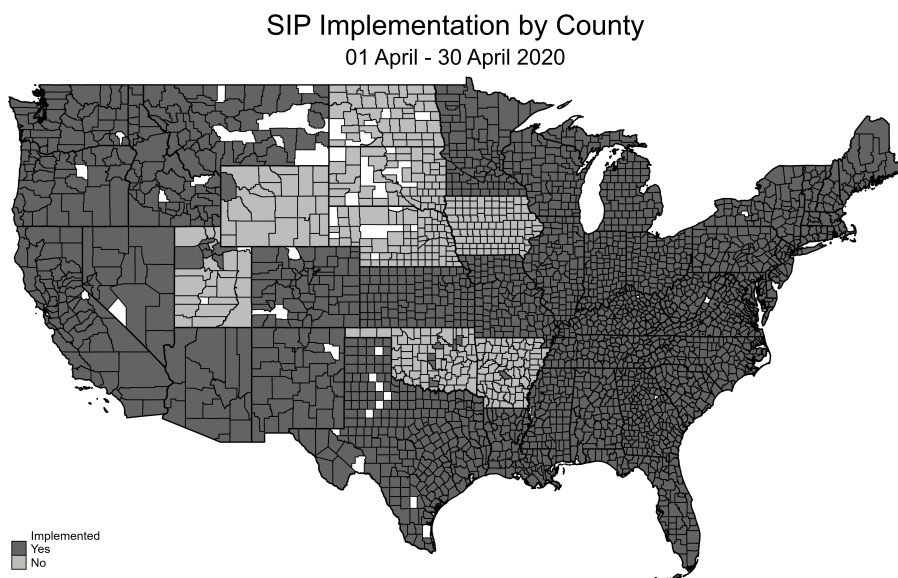 SIP Implementation by County
01 April - 30 April 2020
Implemented
Yes
No